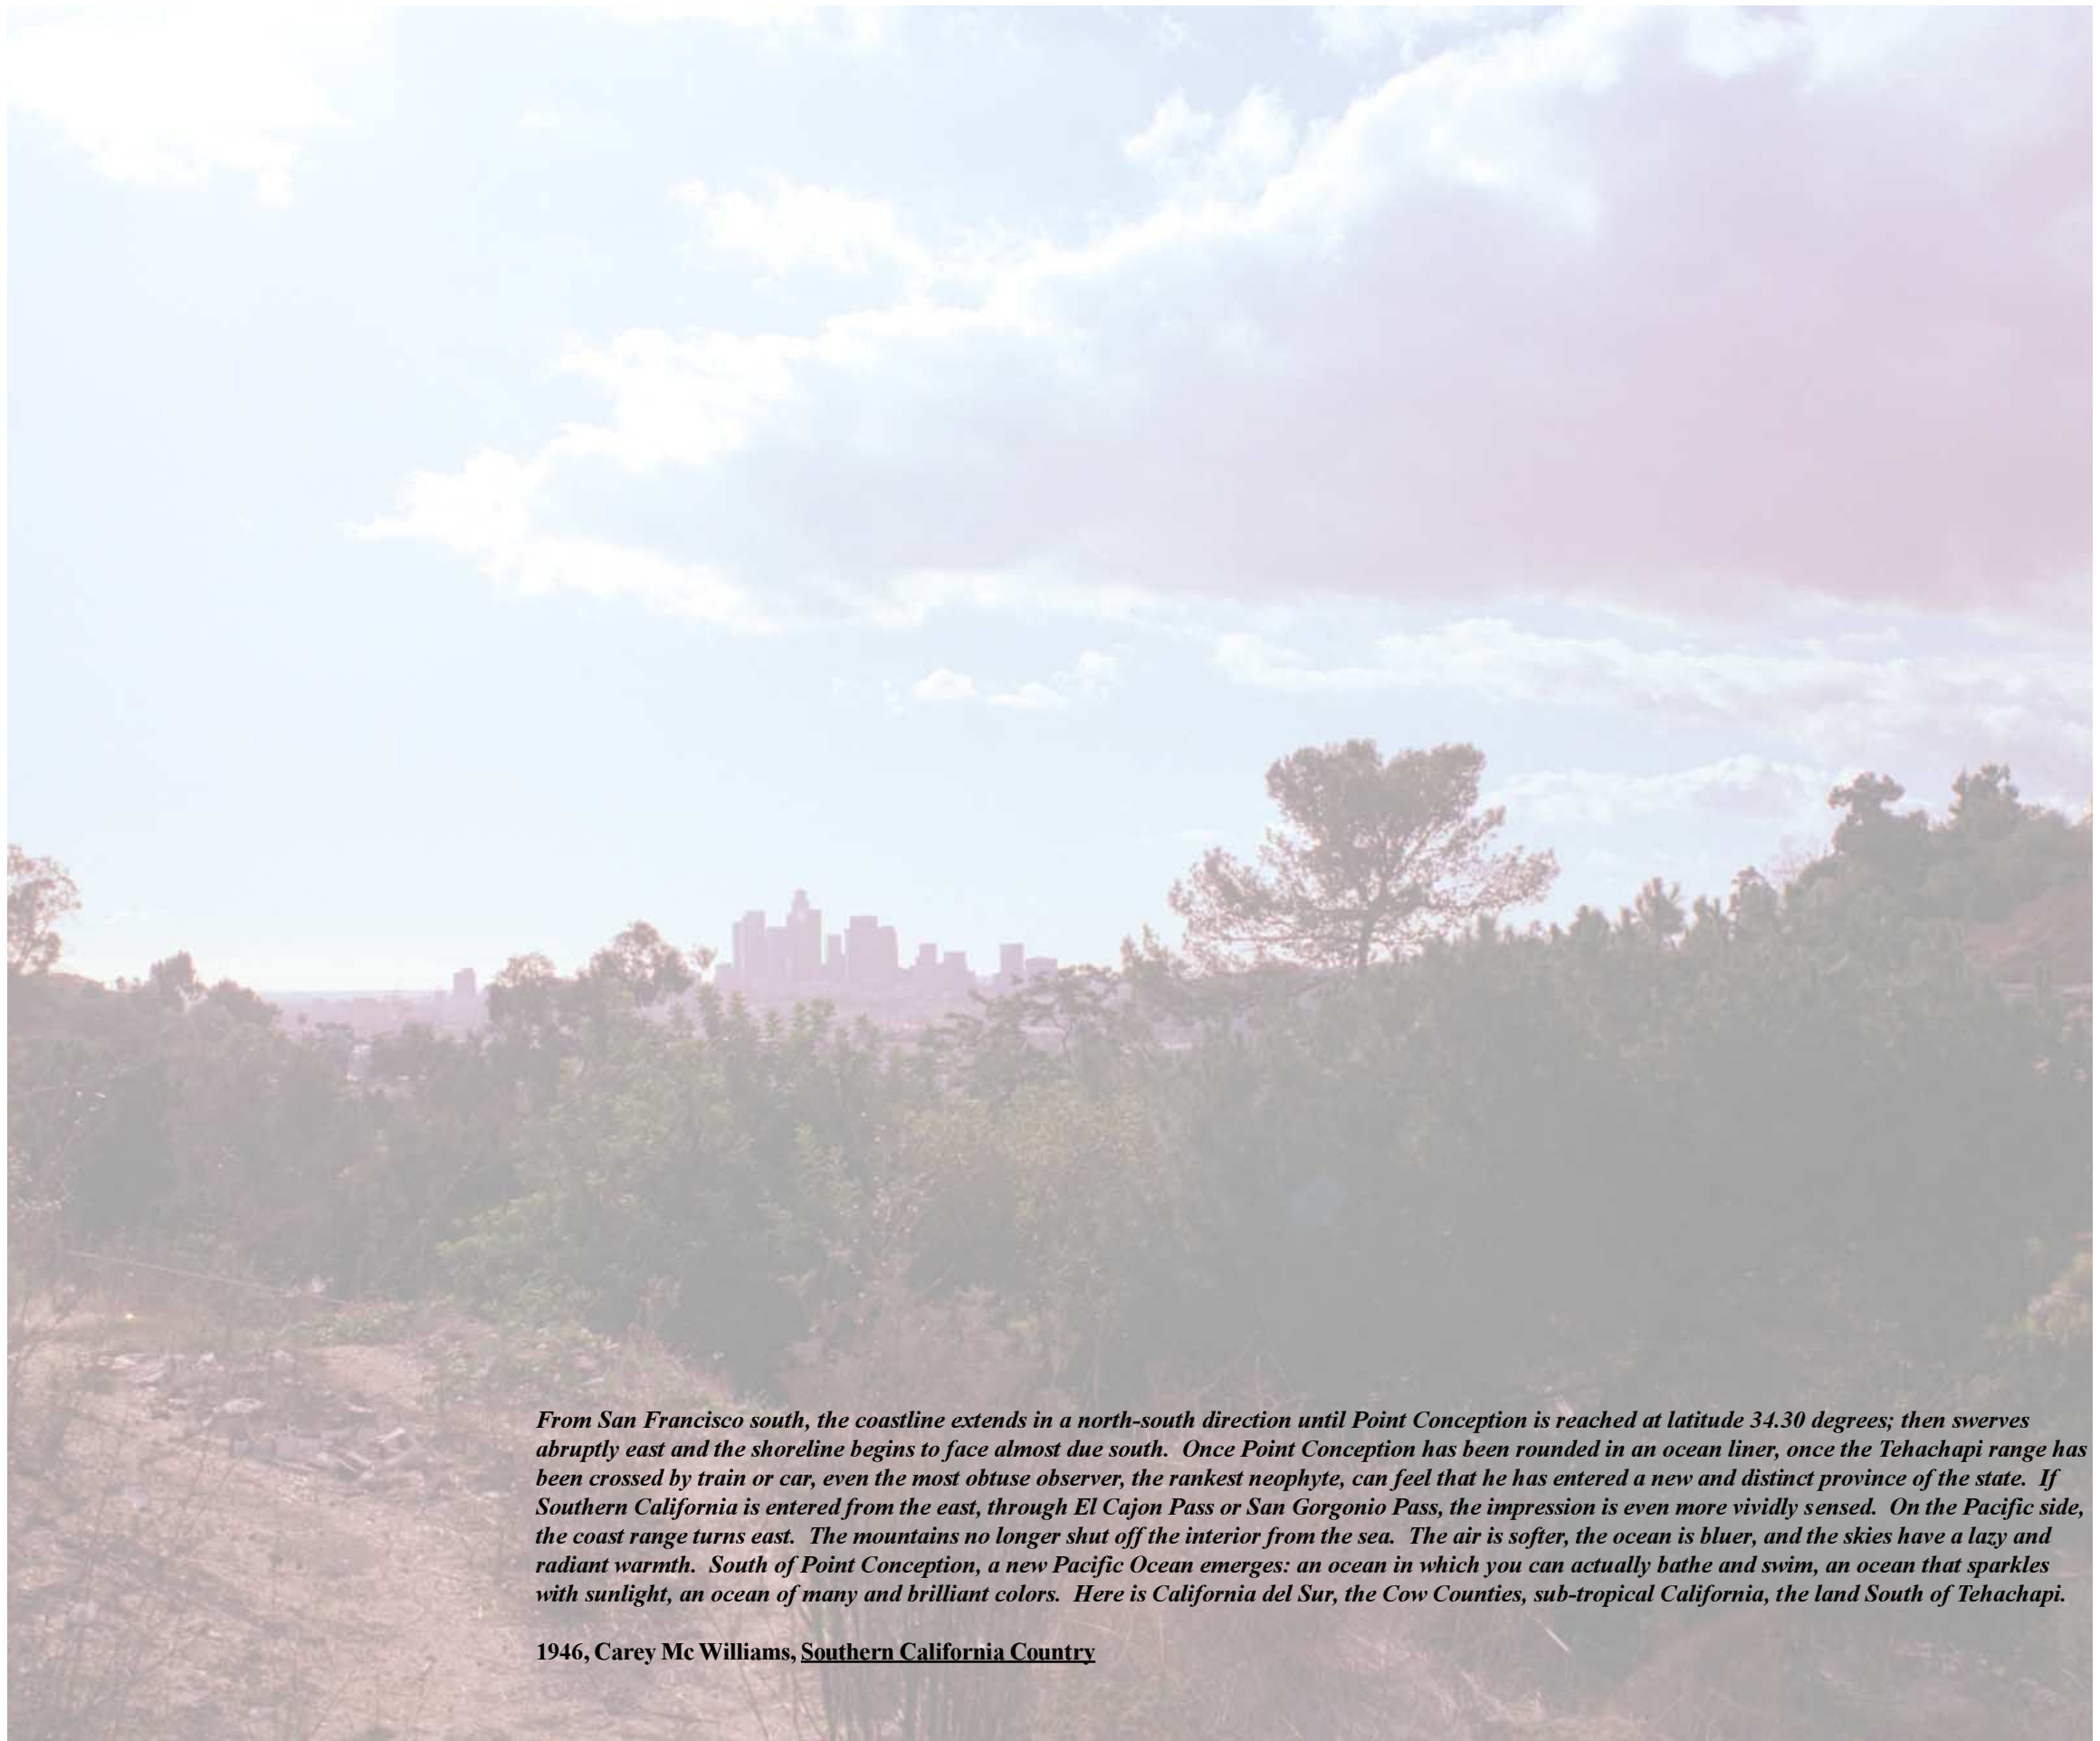 From San Francisco south, the coastline extends in a north-south direction until Point Conception is reached at latitude 34.30 degrees; then swerves
abruptly east and the shoreline begins to face almost due south.  Once Point Conception has been rounded in an ocean liner, once the Tehachapi range has
been crossed by train or car, even the most obtuse observer, the rankest neophyte, can feel that he has entered a new and distinct province of the state.  If
Southern California is entered from the east, through El Cajon Pass or San Gorgonio Pass, the impression is even more vividly sensed.  On the Pacific side,
the coast range turns east.  The mountains no longer shut off the interior from the sea.  The air is softer, the ocean is bluer, and the skies have a lazy and
radiant warmth.  South of Point Conception, a new Pacific Ocean emerges: an ocean in which you can actually bathe and swim, an ocean that sparkles
with sunlight, an ocean of many and brilliant colors.  Here is California del Sur, the Cow Counties, sub-tropical California, the land South of Tehachapi.
1946, Carey Mc Williams, Southern California Country